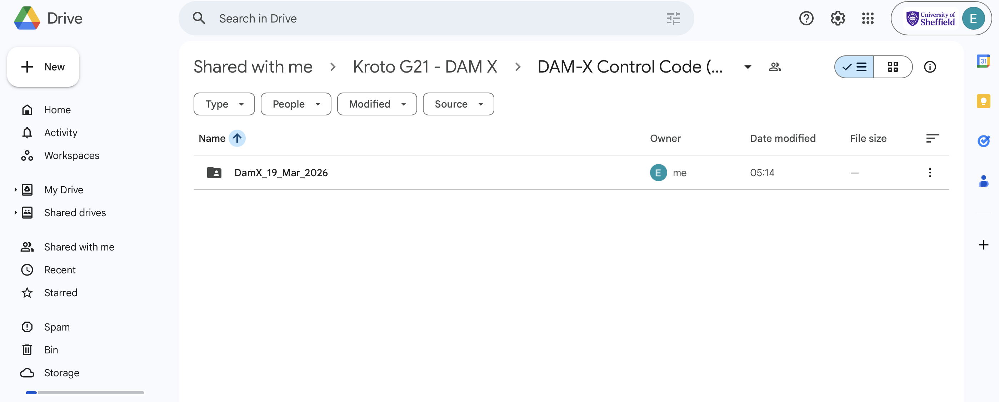 Drive
Search in Drive
University of
Sheffield
E
New
Shared with me > Kroto G21 - DAM X > DAM-X Control Code (...
31
Type
People
Modified
Source
Home
Activity
Workspaces
My Drive
Shared drives
Shared with me
Recent
Starred
Spam
Bin
Storage
Name Owner Date modified File size
DamX_19_Mar_2026 E me 05:14 —